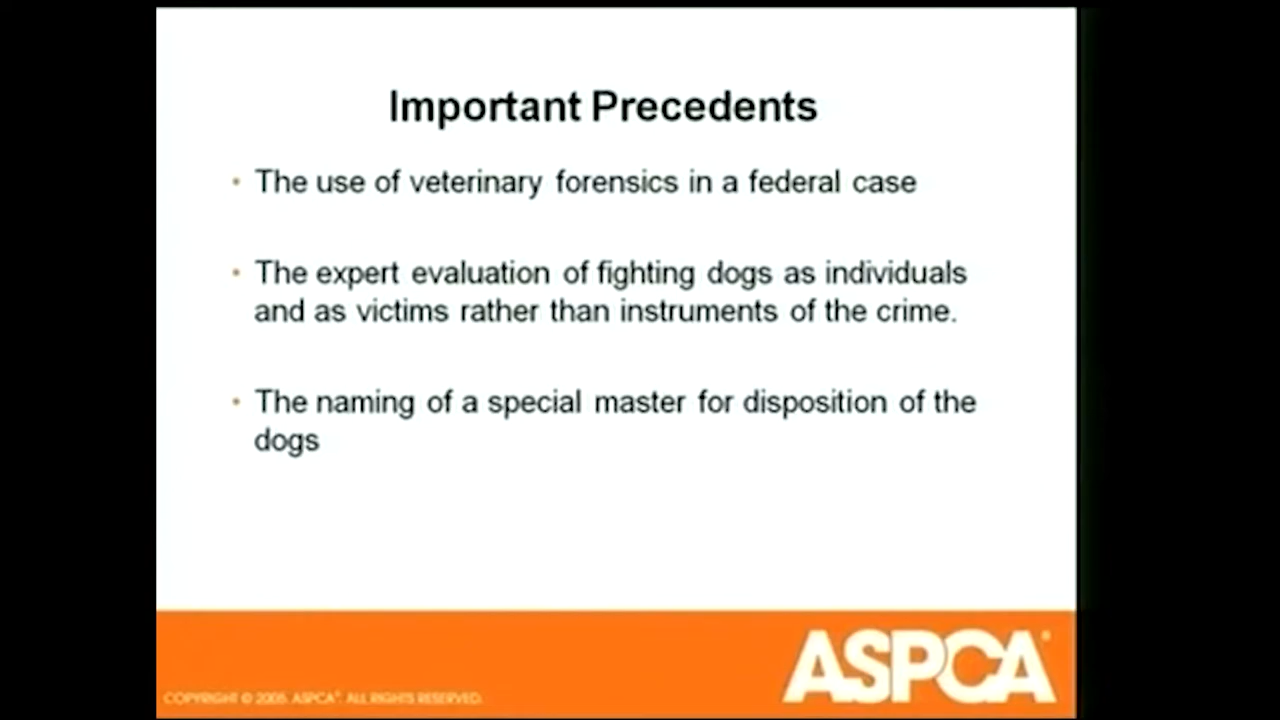 Important Precedents
• The use of veterinary forensics in a federal case
• The expert evaluation of fighting dogs as individuals
and as victims rather than instruments of the crime.
• The naming of a special master for disposition of the
dogs
ASPCA®
COPYRIGHT © 2005. ASPCA®. ALL RIGHTS RESERVED.